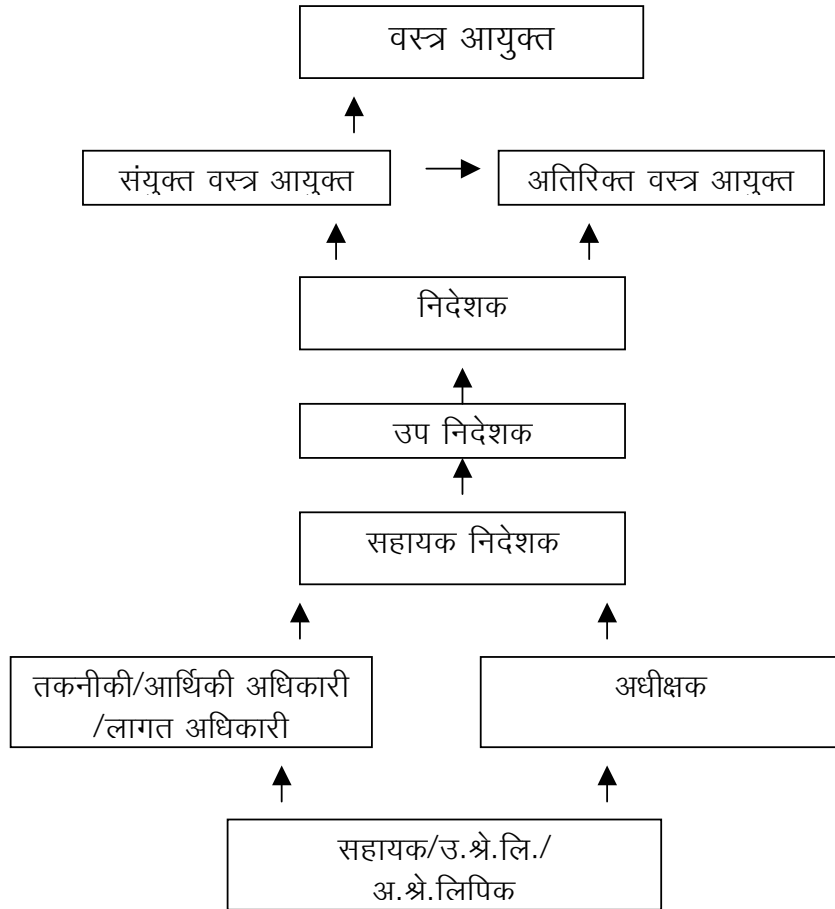 वस्त्र आयुक्त
संयुक्त वस्त्र आयुक्त
अतिरिक्त वस्त्र आयुक्त
निदेशक
उप निदेशक
सहायक निदेशक
तकनीकी/आर्थिकी अधिकारी
/लागत अधिकारी
अधीक्षक
सहायक/उ.श्रे.लि./
अ.श्रे.लिपिक